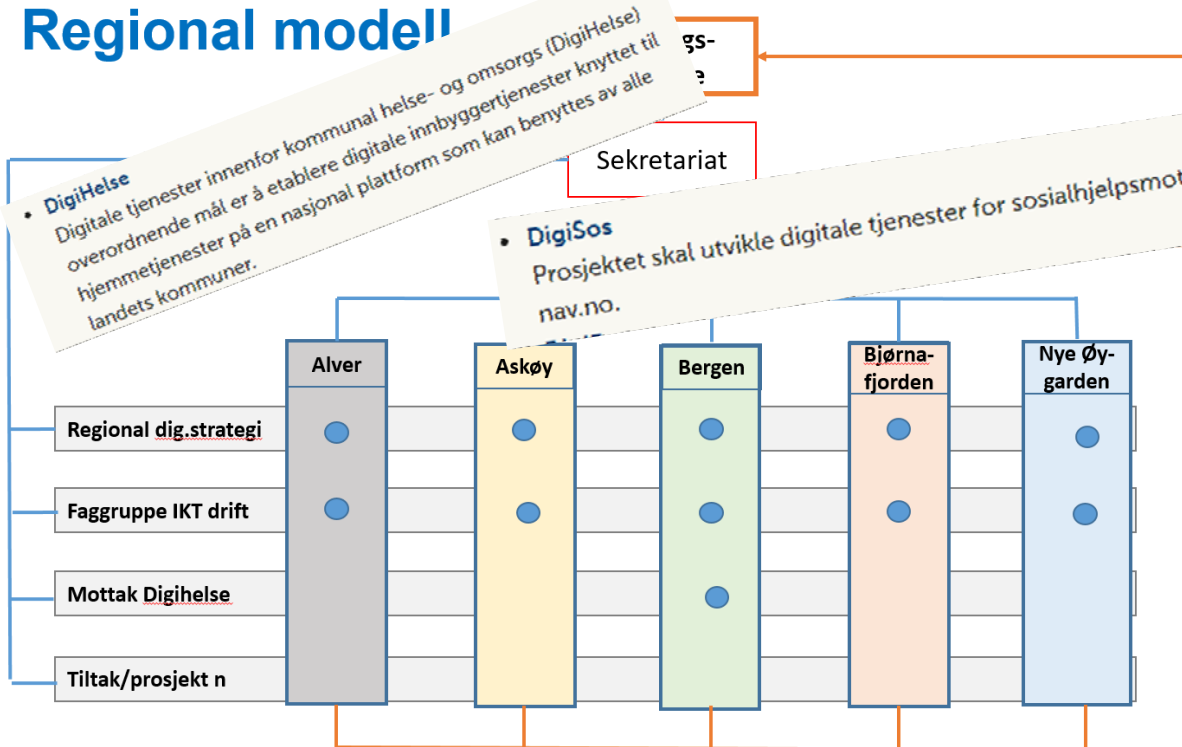 Regional modell
gs-
e
Sekretariat
• DigiHelse
Digitale tjenester innenfor kommunal helse- og omsorgs (DigiHelse)
overordnende mål er å etablere digitale innbyggertjenester knyttet til
hjemmetjenester på en nasjonal plattform som kan benyttes av alle
landets kommuner.
• DigiSos
Prosjektet skal utvikle digitale tjenester for sosialhjelpsmot
nav.no.
Alver
Askøy
Bergen
Bjørna-
fjorden
Nye Øy-
garden
Regional dig.strategi
Faggruppe IKT drift
Mottak Digihelse
Tiltak/prosjekt n